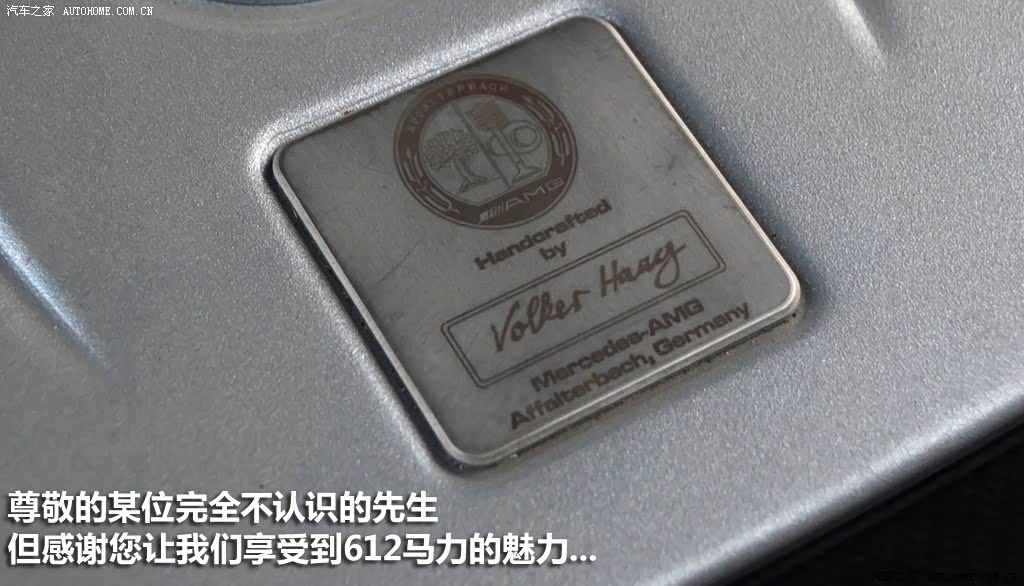 汽车之家 AUTOHOME.COM.CN
AFFALTERBACH
AMG
Handcrafted
by
Volker Haag
Mercedes-AMG
Affalterbach, Germany
尊敬的某位完全不认识的先生
但感谢您让我们享受到612马力的魅力...